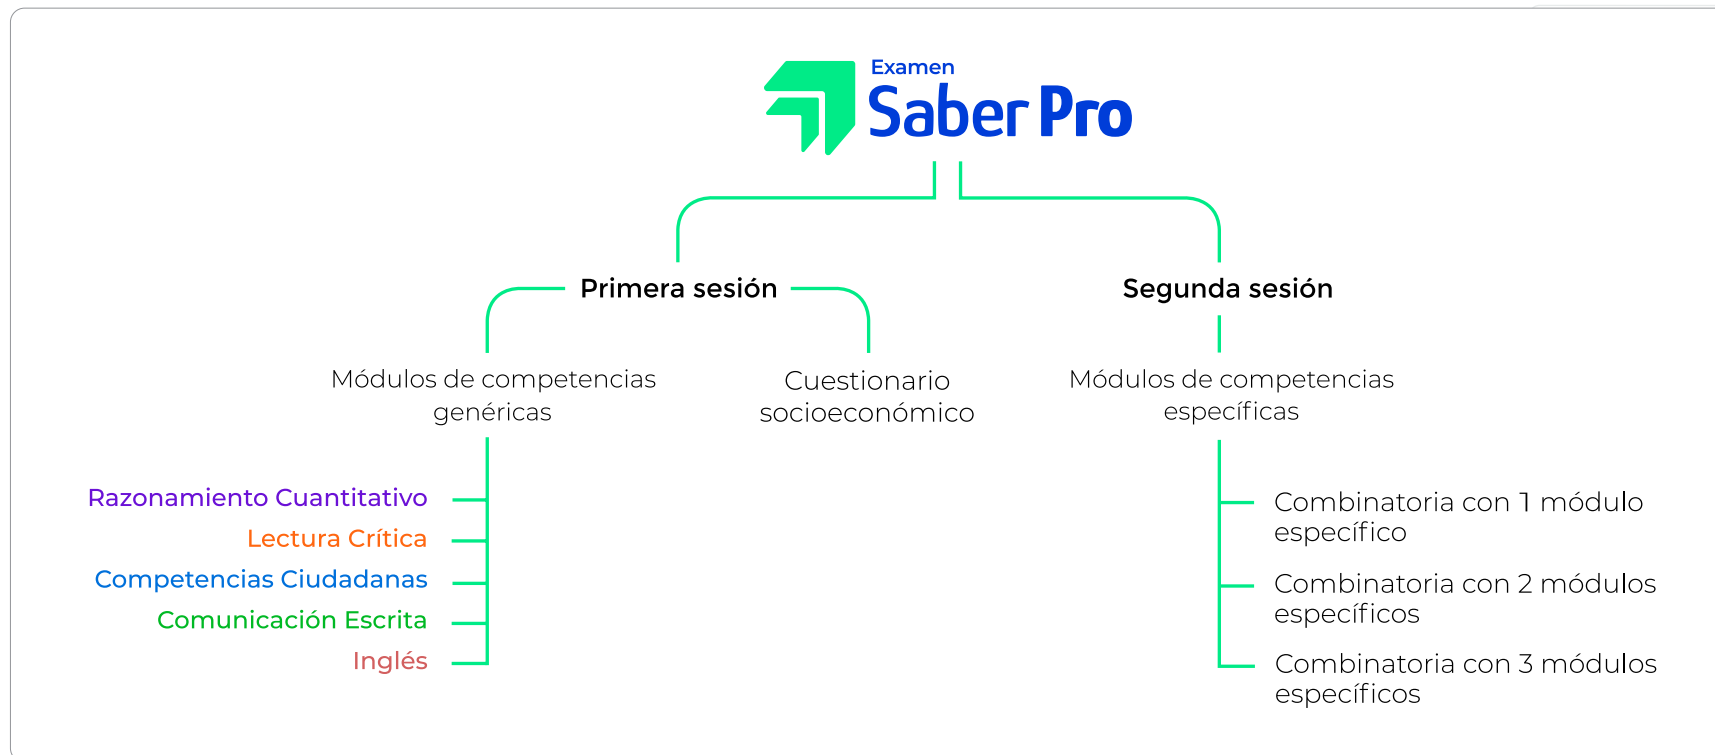 Examen
Saber Pro
Primera sesión
Segunda sesión
Módulos de competencias
genéricas
Cuestionario
socioeconómico
Módulos de competencias
específicas
Razonamiento Cuantitativo
Lectura Crítica
Competencias Ciudadanas
Comunicación Escrita
Inglés
Combinatoria con 1 módulo
específico
Combinatoria con 2 módulos
específicos
Combinatoria con 3 módulos
específicos